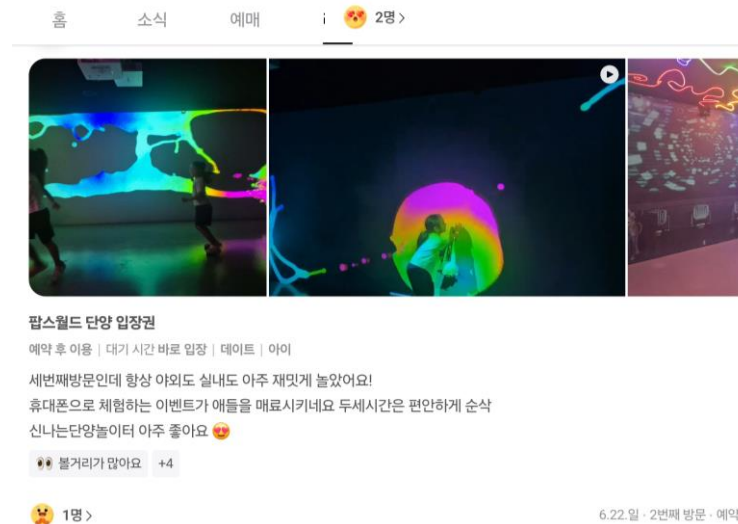 홈 소식 예매 2명 >
팝스월드 단양 입장권
예약 후 이용 | 대기 시간 바로 입장 | 데이트 | 아이
세번째방문인데 항상 야외도 실내도 아주 재밋게 놀았어요!
휴대폰으로 체험하는 이벤트가 애들을 매료시키네요 두세시간은 편안하게 순삭
신나는단양놀이터 아주 좋아요 😍
👀 볼거리가 많아요 +4
1명 > 6.22.일 · 2번째 방문 · 예약